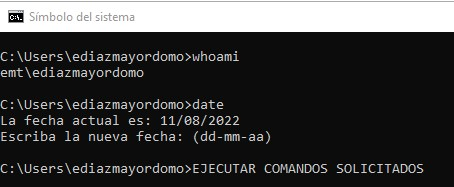 Símbolo del sistema
C:\Users\ediazmayordomo>whoami
emt\ediazmayordomo
C:\Users\ediazmayordomo>date
La fecha actual es: 11/08/2022
Escriba la nueva fecha: (dd-mm-aa)
C:\Users\ediazmayordomo>EJECUTAR COMANDOS SOLICITADOS